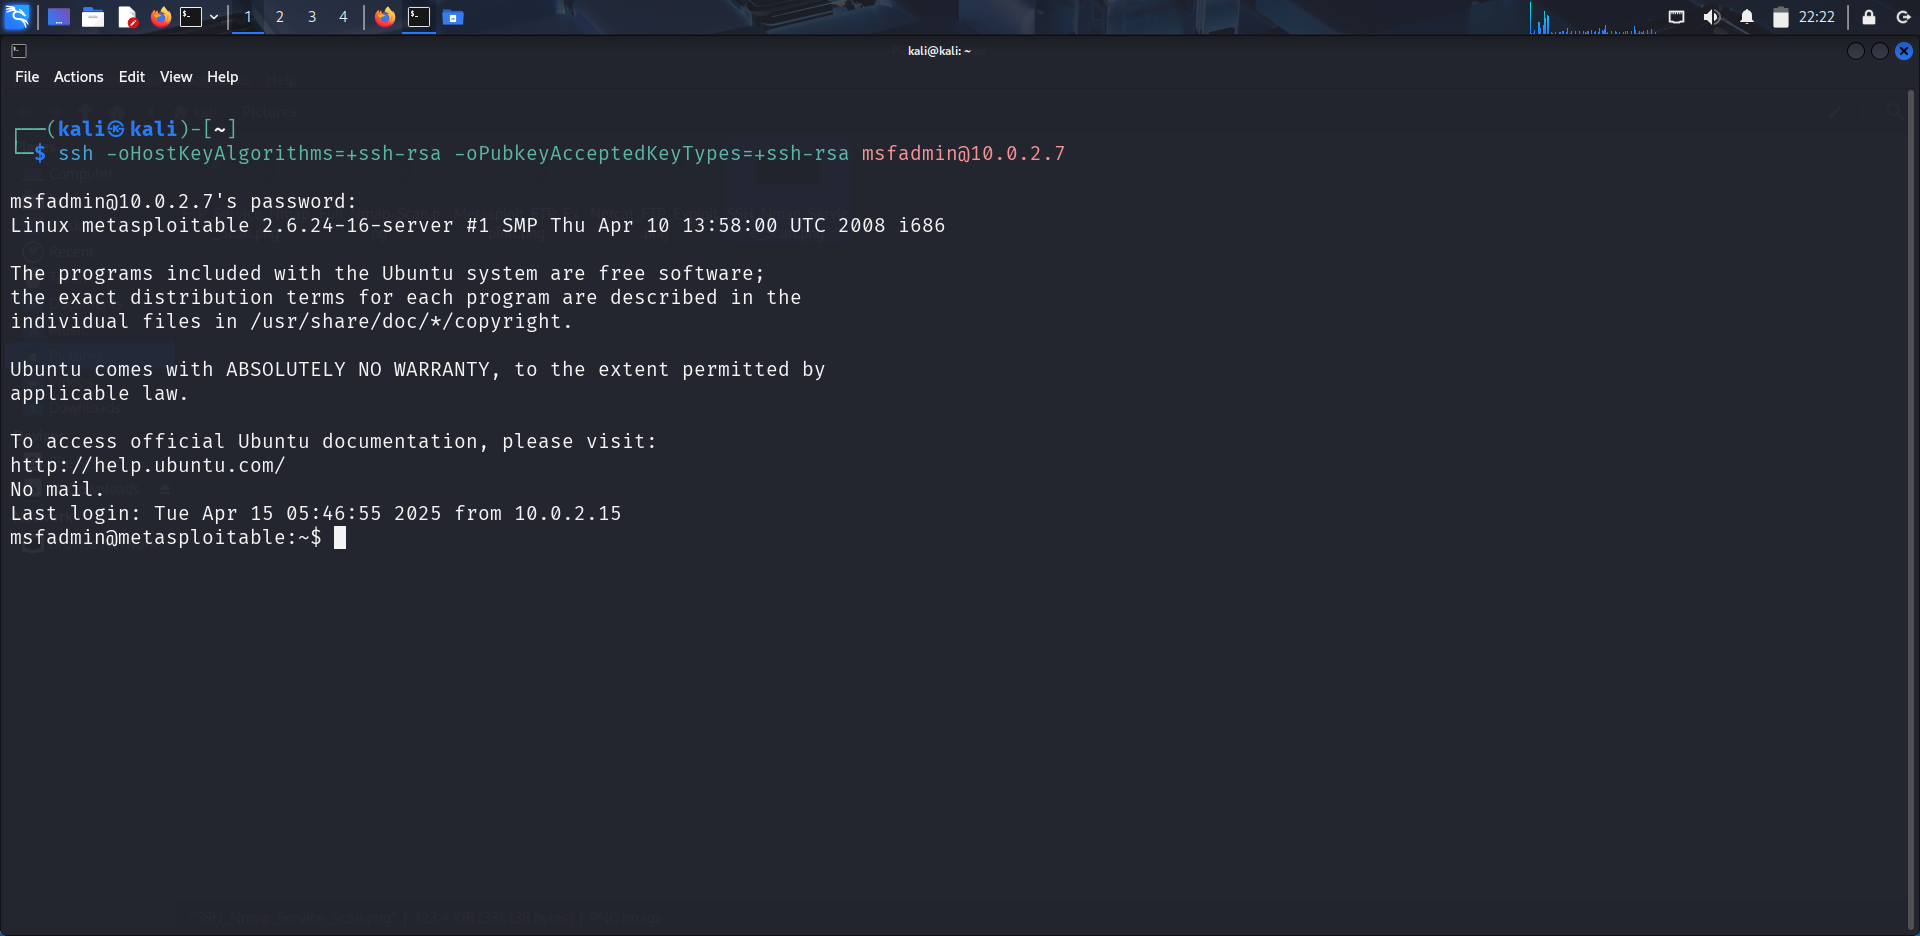 1 2 3 4 22:22
kali@kali: ~
File Actions Edit View Help
┌──(kali㉿kali)-[~]
└─$ ssh -oHostKeyAlgorithms=+ssh-rsa -oPubkeyAcceptedKeyTypes=+ssh-rsa msfadmin@10.0.2.7
msfadmin@10.0.2.7's password:
Linux metasploitable 2.6.24-16-server #1 SMP Thu Apr 10 13:58:00 UTC 2008 i686
The programs included with the Ubuntu system are free software;
the exact distribution terms for each program are described in the
individual files in /usr/share/doc/*/copyright.
Ubuntu comes with ABSOLUTELY NO WARRANTY, to the extent permitted by
applicable law.
To access official Ubuntu documentation, please visit:
http://help.ubuntu.com/
No mail.
Last login: Tue Apr 15 05:46:55 2025 from 10.0.2.15
msfadmin@metasploitable:~$